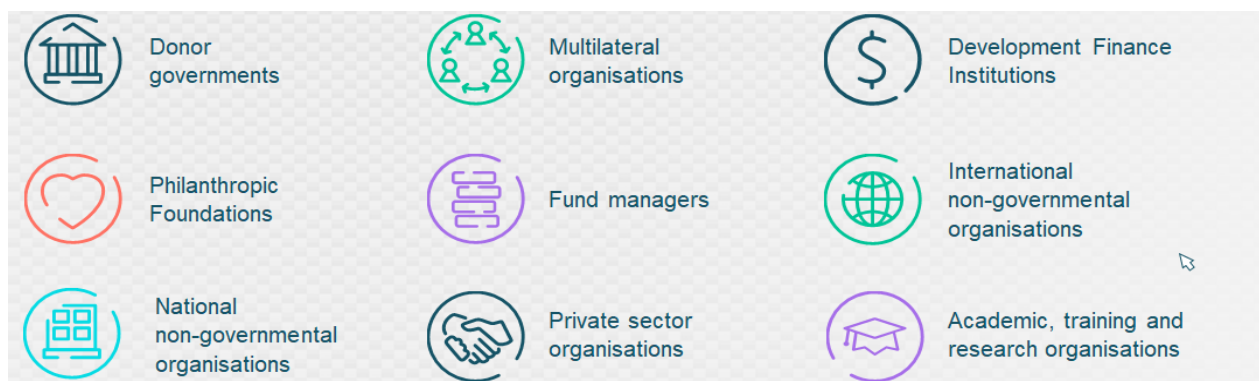 Donor
governments
Multilateral
organisations
Development Finance
Institutions
Philanthropic
Foundations
Fund managers
International
non-governmental
organisations
National
non-governmental
organisations
Private sector
organisations
Academic, training and
research organisations